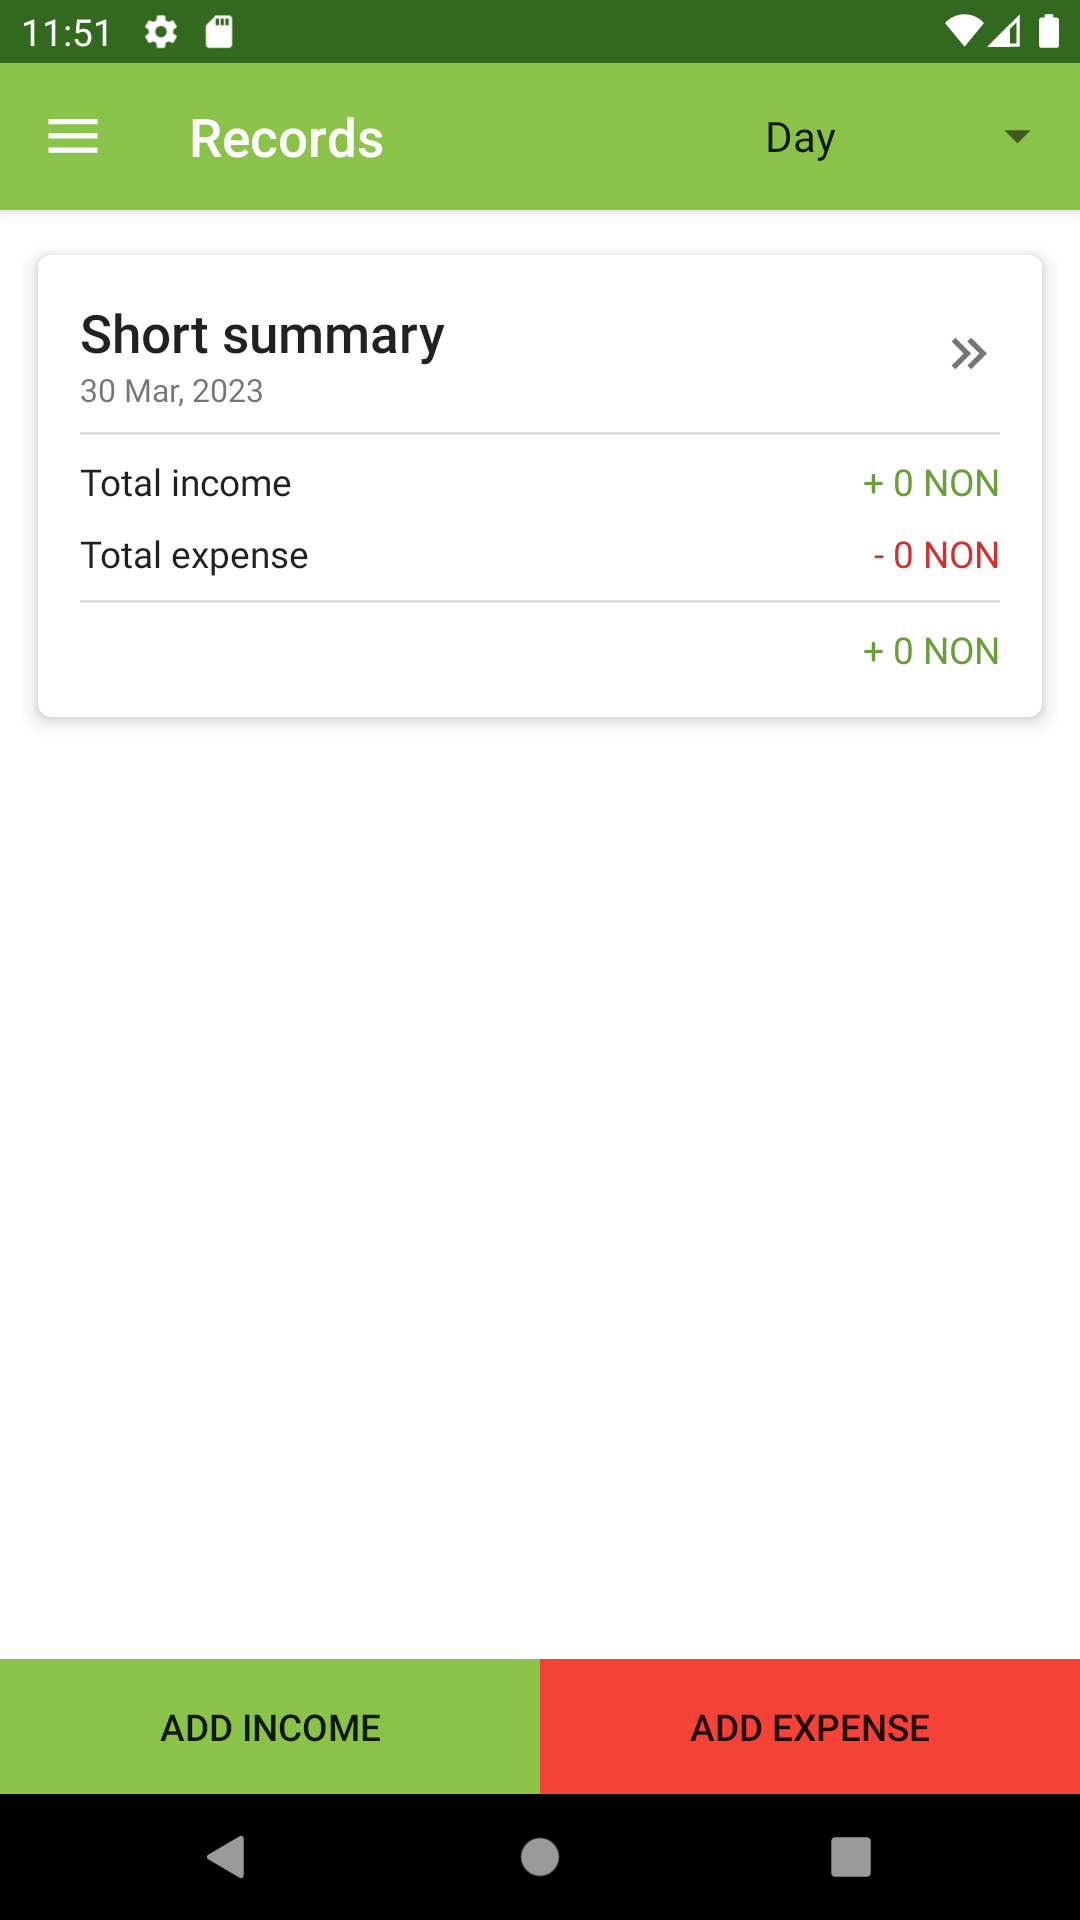 11:51
Records
Day
Short summary
30 Mar, 2023
Total income + 0 NON
Total expense - 0 NON
+ 0 NON
ADD INCOME ADD EXPENSE